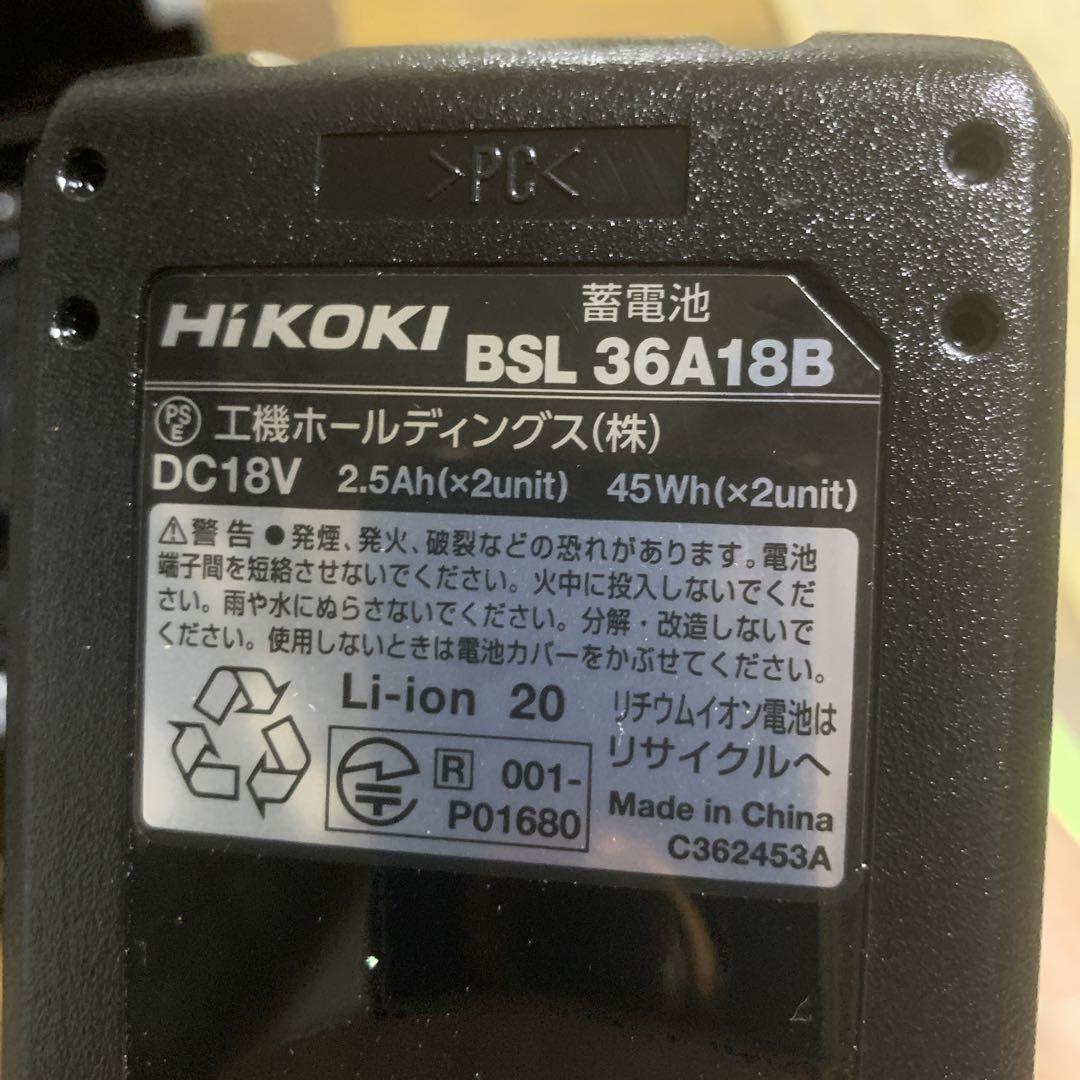 >PC<
HiKOKI 蓄電池
BSL 36A18B
PSE 工機ホールディングス(株)
DC18V 2.5Ah(×2unit) 45Wh(×2unit)
⚠警告 ●発煙、発火、破裂などの恐れがあります。電池
端子間を短絡させないでください。火中に投入しないでくだ
さい。雨や水にぬらさないでください。分解・改造しないで
ください。使用しないときは電池カバーをかぶせてください。
Li-ion 20
リチウムイオン電池は
リサイクルへ
R 001-
P01680
Made in China
C362453A